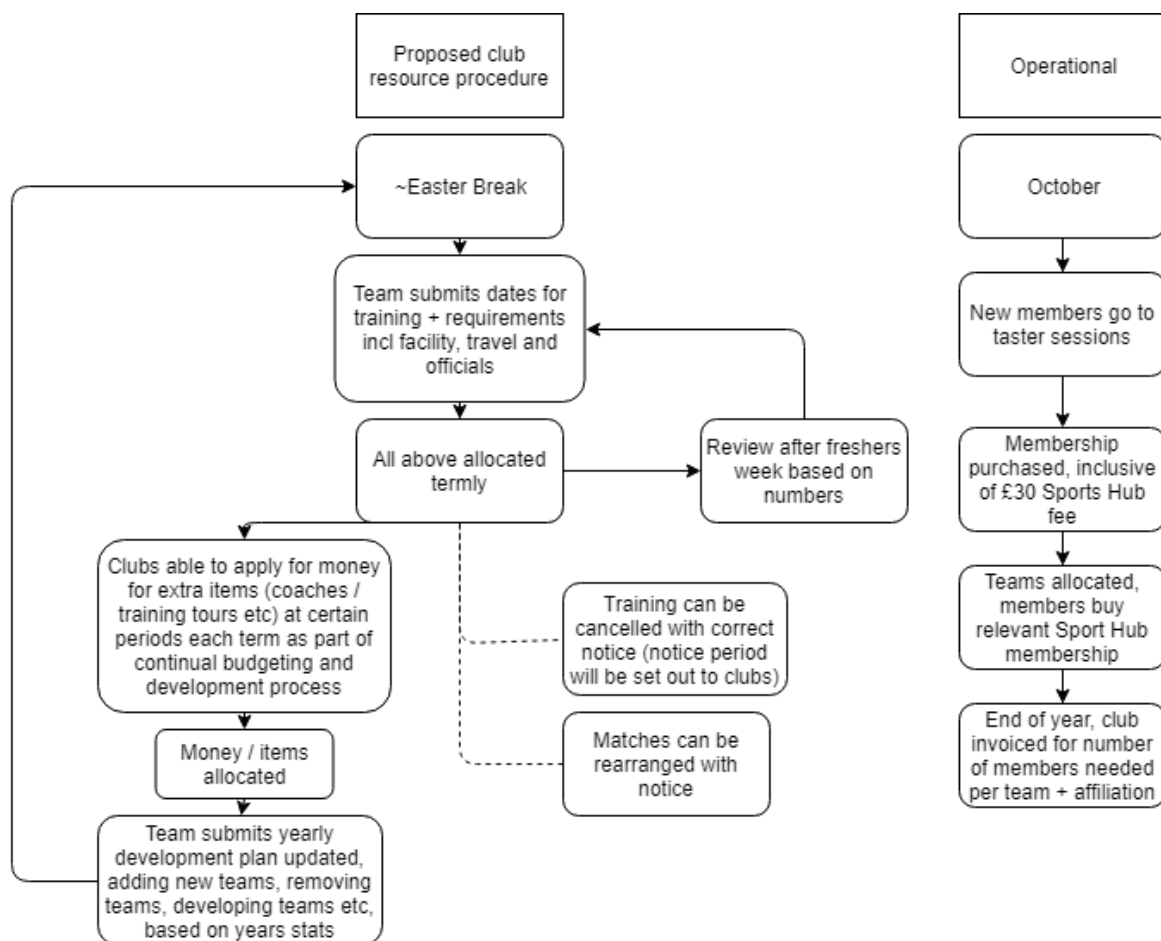 Proposed club
resource procedure
Operational
~Easter Break
October
Team submits dates for
training + requirements
incl facility, travel and
officials
New members go to
taster sessions
All above allocated
termly
Review after freshers
week based on
numbers
Membership
purchased, inclusive
of £30 Sports Hub
fee
Clubs able to apply for money
for extra items (coaches /
training tours etc) at certain
periods each term as part of
continual budgeting and
development process
Training can be
cancelled with correct
notice (notice period
will be set out to clubs)
Teams allocated,
members buy
relevant Sport Hub
membership
Money / items
allocated
Matches can be
rearranged with
notice
End of year, club
invoiced for number
of members needed
per team + affiliation
Team submits yearly
development plan updated,
adding new teams, removing
teams, developing teams etc,
based on years stats